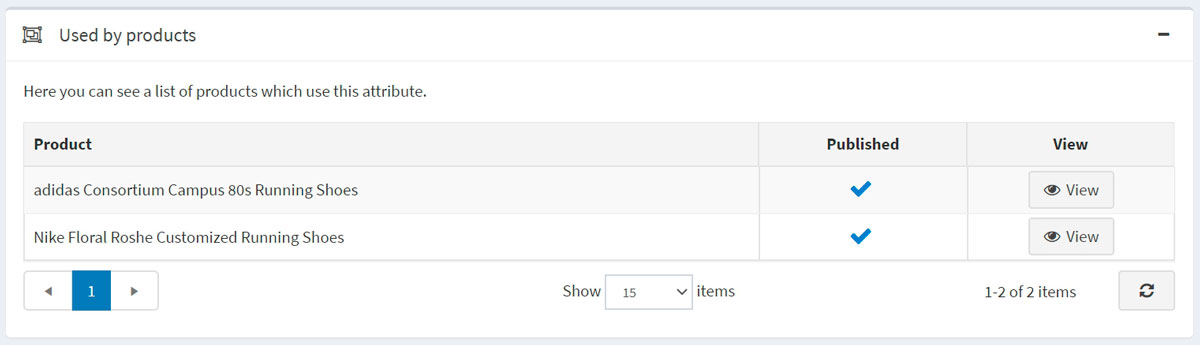 Used by products
Here you can see a list of products which use this attribute.
Product Published View
adidas Consortium Campus 80s Running Shoes View
Nike Floral Roshe Customized Running Shoes View
1 Show 15 items 1-2 of 2 items